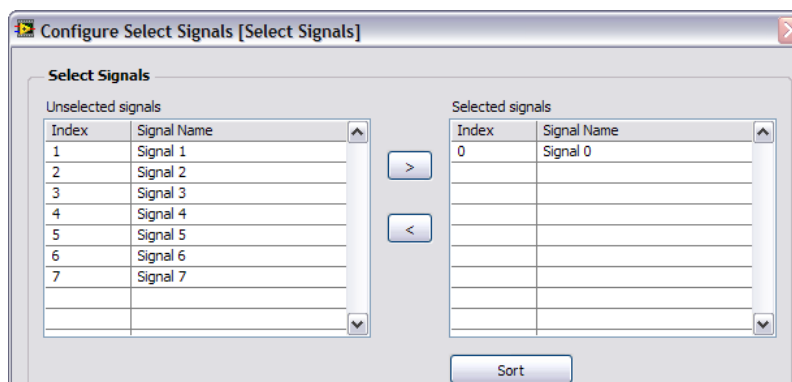 Configure Select Signals [Select Signals]
Select Signals
Unselected signals
Index Signal Name
1 Signal 1
2 Signal 2
3 Signal 3
4 Signal 4
5 Signal 5
6 Signal 6
7 Signal 7
>
<
Selected signals
Index Signal Name
0 Signal 0
Sort